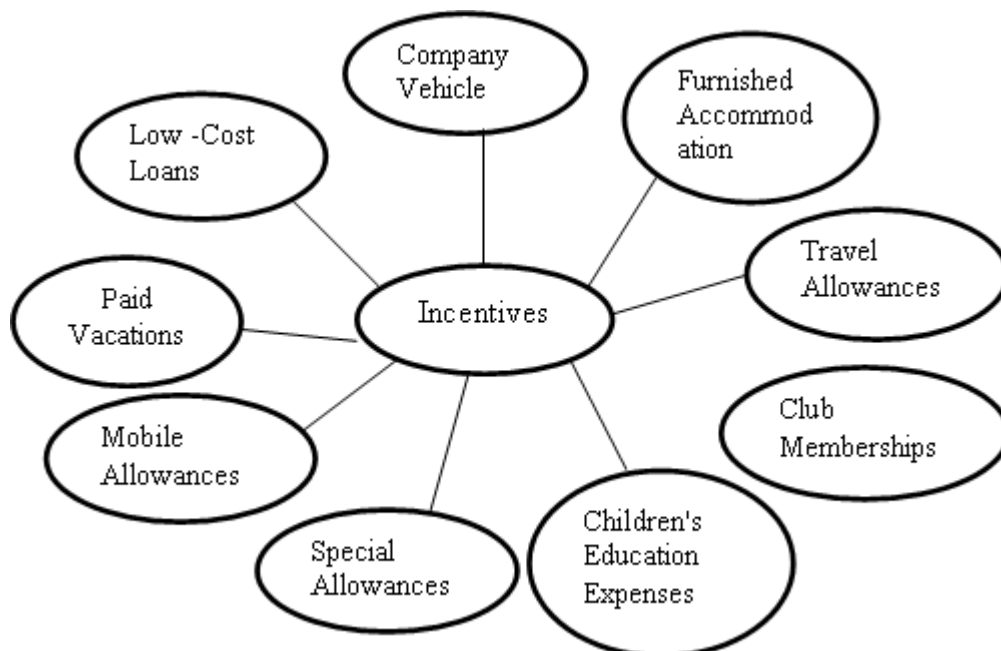 Company
Vehicle
Furnished
Accommod
ation
Low -Cost
Loans
Travel
Allowances
Incentives
Paid
Vacations
Club
Memberships
Mobile
Allowances
Children's
Education
Expenses
Special
Allowances